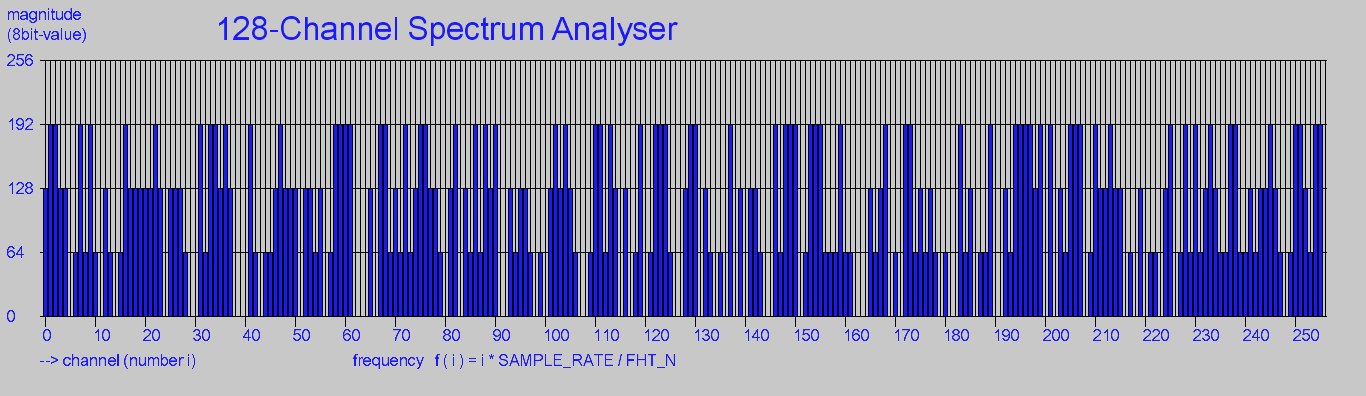 magnitude
(8bit-value)
128-Channel Spectrum Analyser
256
192
128
64
0
0 10 20 30 40 50 60 70 80 90 100 110 120 130 140 150 160 170 180 190 200 210 220 230 240 250
--> channel (number i)
frequency f ( i ) = i * SAMPLE_RATE / FHT_N